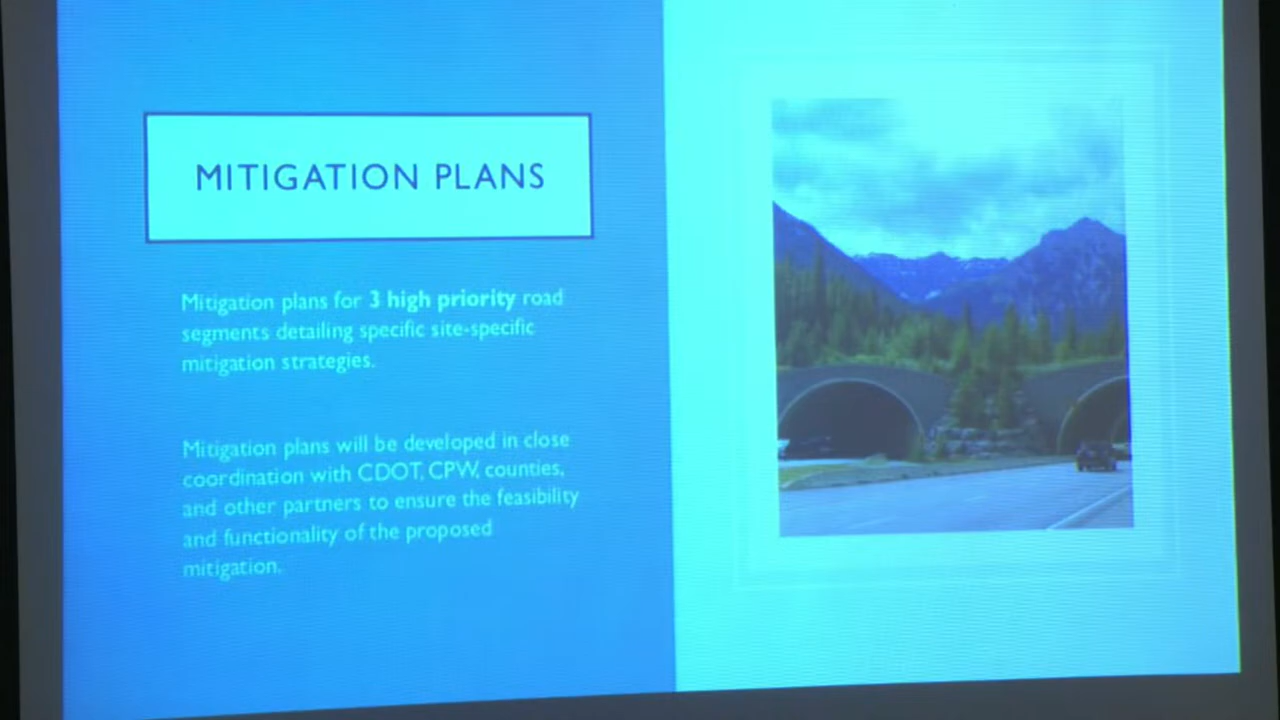 MITIGATION PLANS
Mitigation plans for 3 high priority road
segments detailing specific site-specific
mitigation strategies.
Mitigation plans will be developed in close
coordination with CDOT, CPW, counties,
and other partners to ensure the feasibility
and functionality of the proposed
mitigation.